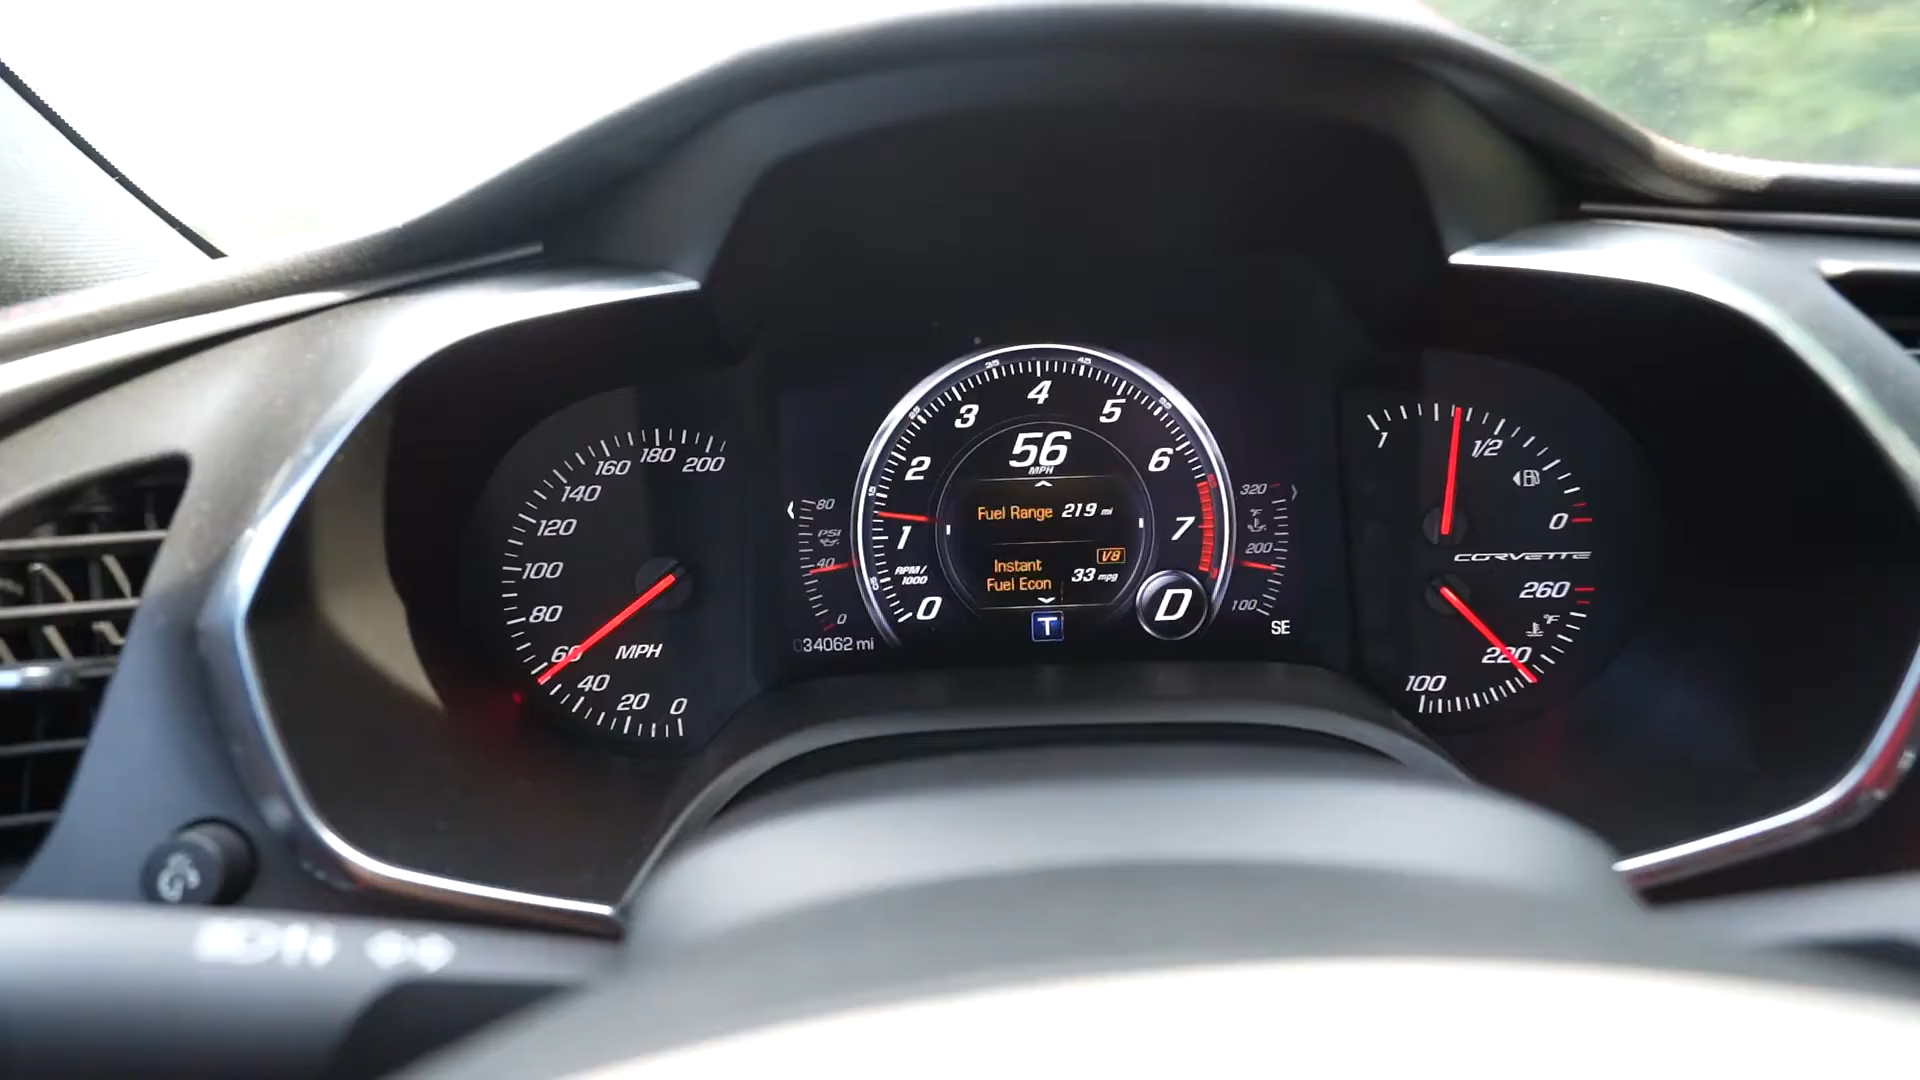 200
180
160
140
120
100
80
60
40
20
0
MPH
80
PSI
40
0
034062 mi
0
1
2
3
4
5
6
7
RPM/
1000
56
MPH
Fuel Range 219 mi
V8
Instant
Fuel Econ 33 mpg
T
D
320
°F
200
100
SE
1
1/2
0
CORVETTE
260
°F
220
100